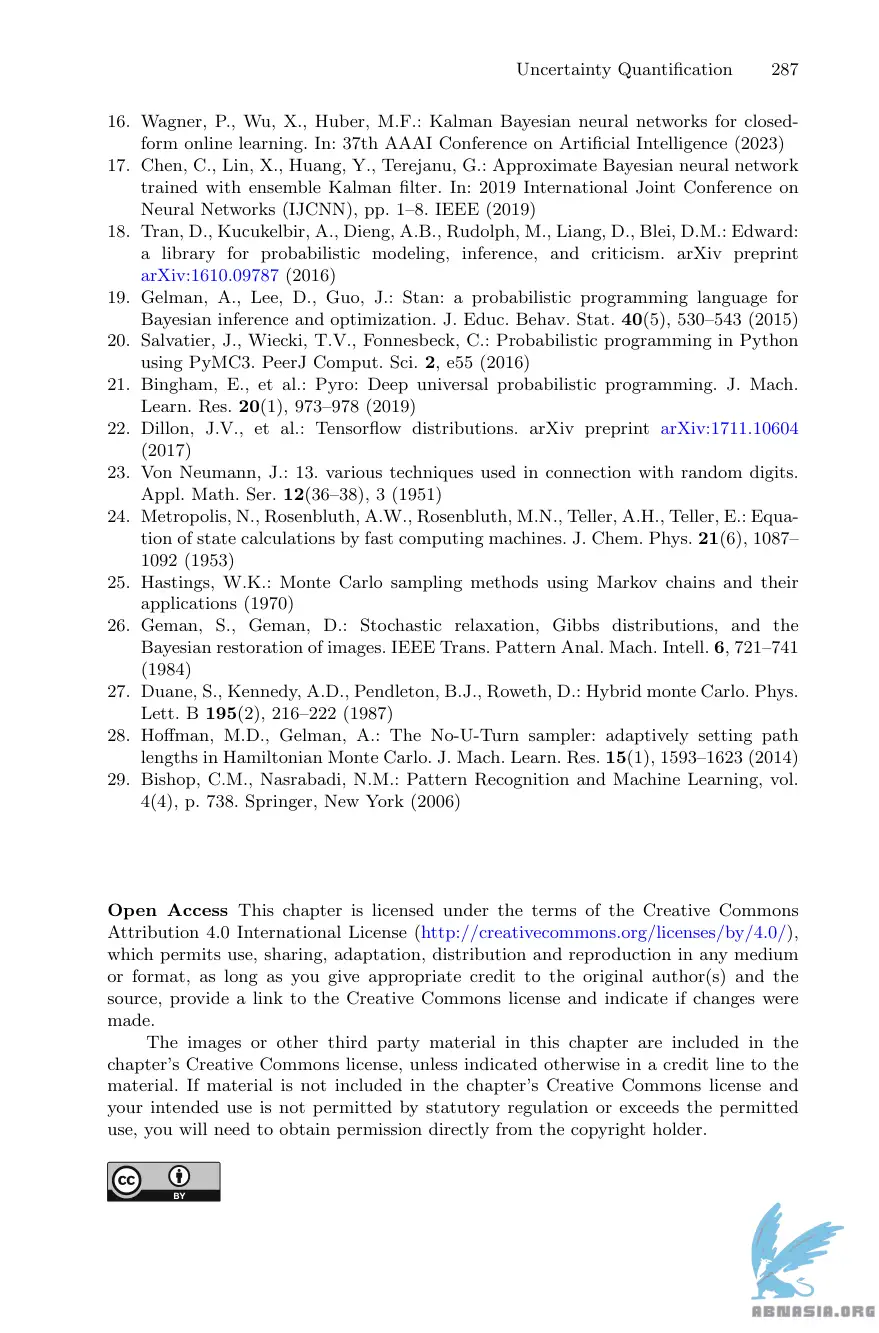 Uncertainty Quantification 287
16. Wagner, P., Wu, X., Huber, M.F.: Kalman Bayesian neural networks for closed-
form online learning. In: 37th AAAI Conference on Artificial Intelligence (2023)
17. Chen, C., Lin, X., Huang, Y., Terejanu, G.: Approximate Bayesian neural network
trained with ensemble Kalman filter. In: 2019 International Joint Conference on
Neural Networks (IJCNN), pp. 1–8. IEEE (2019)
18. Tran, D., Kucukelbir, A., Dieng, A.B., Rudolph, M., Liang, D., Blei, D.M.: Edward:
a library for probabilistic modeling, inference, and criticism. arXiv preprint
arXiv:1610.09787 (2016)
19. Gelman, A., Lee, D., Guo, J.: Stan: a probabilistic programming language for
Bayesian inference and optimization. J. Educ. Behav. Stat. 40(5), 530–543 (2015)
20. Salvatier, J., Wiecki, T.V., Fonnesbeck, C.: Probabilistic programming in Python
using PyMC3. PeerJ Comput. Sci. 2, e55 (2016)
21. Bingham, E., et al.: Pyro: Deep universal probabilistic programming. J. Mach.
Learn. Res. 20(1), 973–978 (2019)
22. Dillon, J.V., et al.: Tensorflow distributions. arXiv preprint arXiv:1711.10604
(2017)
23. Von Neumann, J.: 13. various techniques used in connection with random digits.
Appl. Math. Ser. 12(36–38), 3 (1951)
24. Metropolis, N., Rosenbluth, A.W., Rosenbluth, M.N., Teller, A.H., Teller, E.: Equa-
tion of state calculations by fast computing machines. J. Chem. Phys. 21(6), 1087–
1092 (1953)
25. Hastings, W.K.: Monte Carlo sampling methods using Markov chains and their
applications (1970)
26. Geman, S., Geman, D.: Stochastic relaxation, Gibbs distributions, and the
Bayesian restoration of images. IEEE Trans. Pattern Anal. Mach. Intell. 6, 721–741
(1984)
27. Duane, S., Kennedy, A.D., Pendleton, B.J., Roweth, D.: Hybrid monte Carlo. Phys.
Lett. B 195(2), 216–222 (1987)
28. Hoffman, M.D., Gelman, A.: The No-U-Turn sampler: adaptively setting path
lengths in Hamiltonian Monte Carlo. J. Mach. Learn. Res. 15(1), 1593–1623 (2014)
29. Bishop, C.M., Nasrabadi, N.M.: Pattern Recognition and Machine Learning, vol.
4(4), p. 738. Springer, New York (2006)
Open Access This chapter is licensed under the terms of the Creative Commons
Attribution 4.0 International License (http://creativecommons.org/licenses/by/4.0/),
which permits use, sharing, adaptation, distribution and reproduction in any medium
or format, as long as you give appropriate credit to the original author(s) and the
source, provide a link to the Creative Commons license and indicate if changes were
made.
The images or other third party material in this chapter are included in the
chapter's Creative Commons license, unless indicated otherwise in a credit line to the
material. If material is not included in the chapter's Creative Commons license and
your intended use is not permitted by statutory regulation or exceeds the permitted
use, you will need to obtain permission directly from the copyright holder.
cc
BY
ABNASIA.ORG